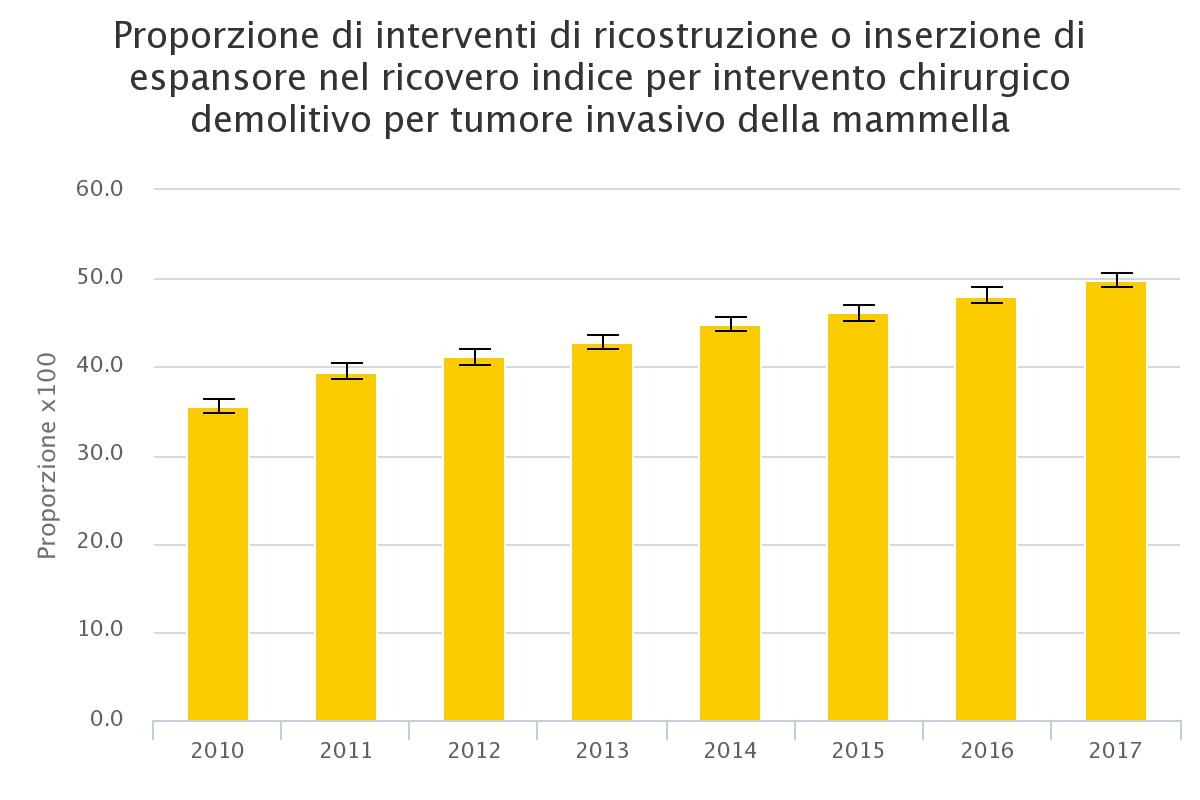 Proporzione di interventi di ricostruzione o inserzione di
espansore nel ricovero indice per intervento chirurgico
demolitivo per tumore invasivo della mammella
Proporzione x100
60.0
50.0
40.0
30.0
20.0
10.0
0.0
2010 2011 2012 2013 2014 2015 2016 2017